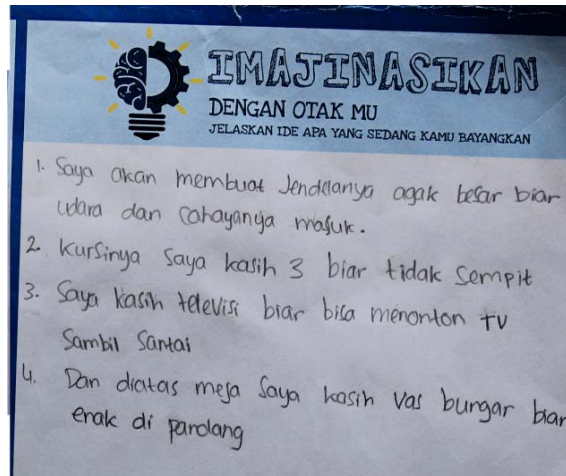 IMAJINASIKAN
DENGAN OTAK MU
JELASKAN IDE APA YANG SEDANG KAMU BAYANGKAN
1. Saya akan membuat Jendelanya agak besar biar
udara dan cahayanya masuk.
2. Kursinya saya kasih 3 biar tidak sempit
3. Saya kasih televisi biar bisa menonton tv
Sambil Santai
4. Dan diatas meja saya kasih vas bungar biar
enak di pandang